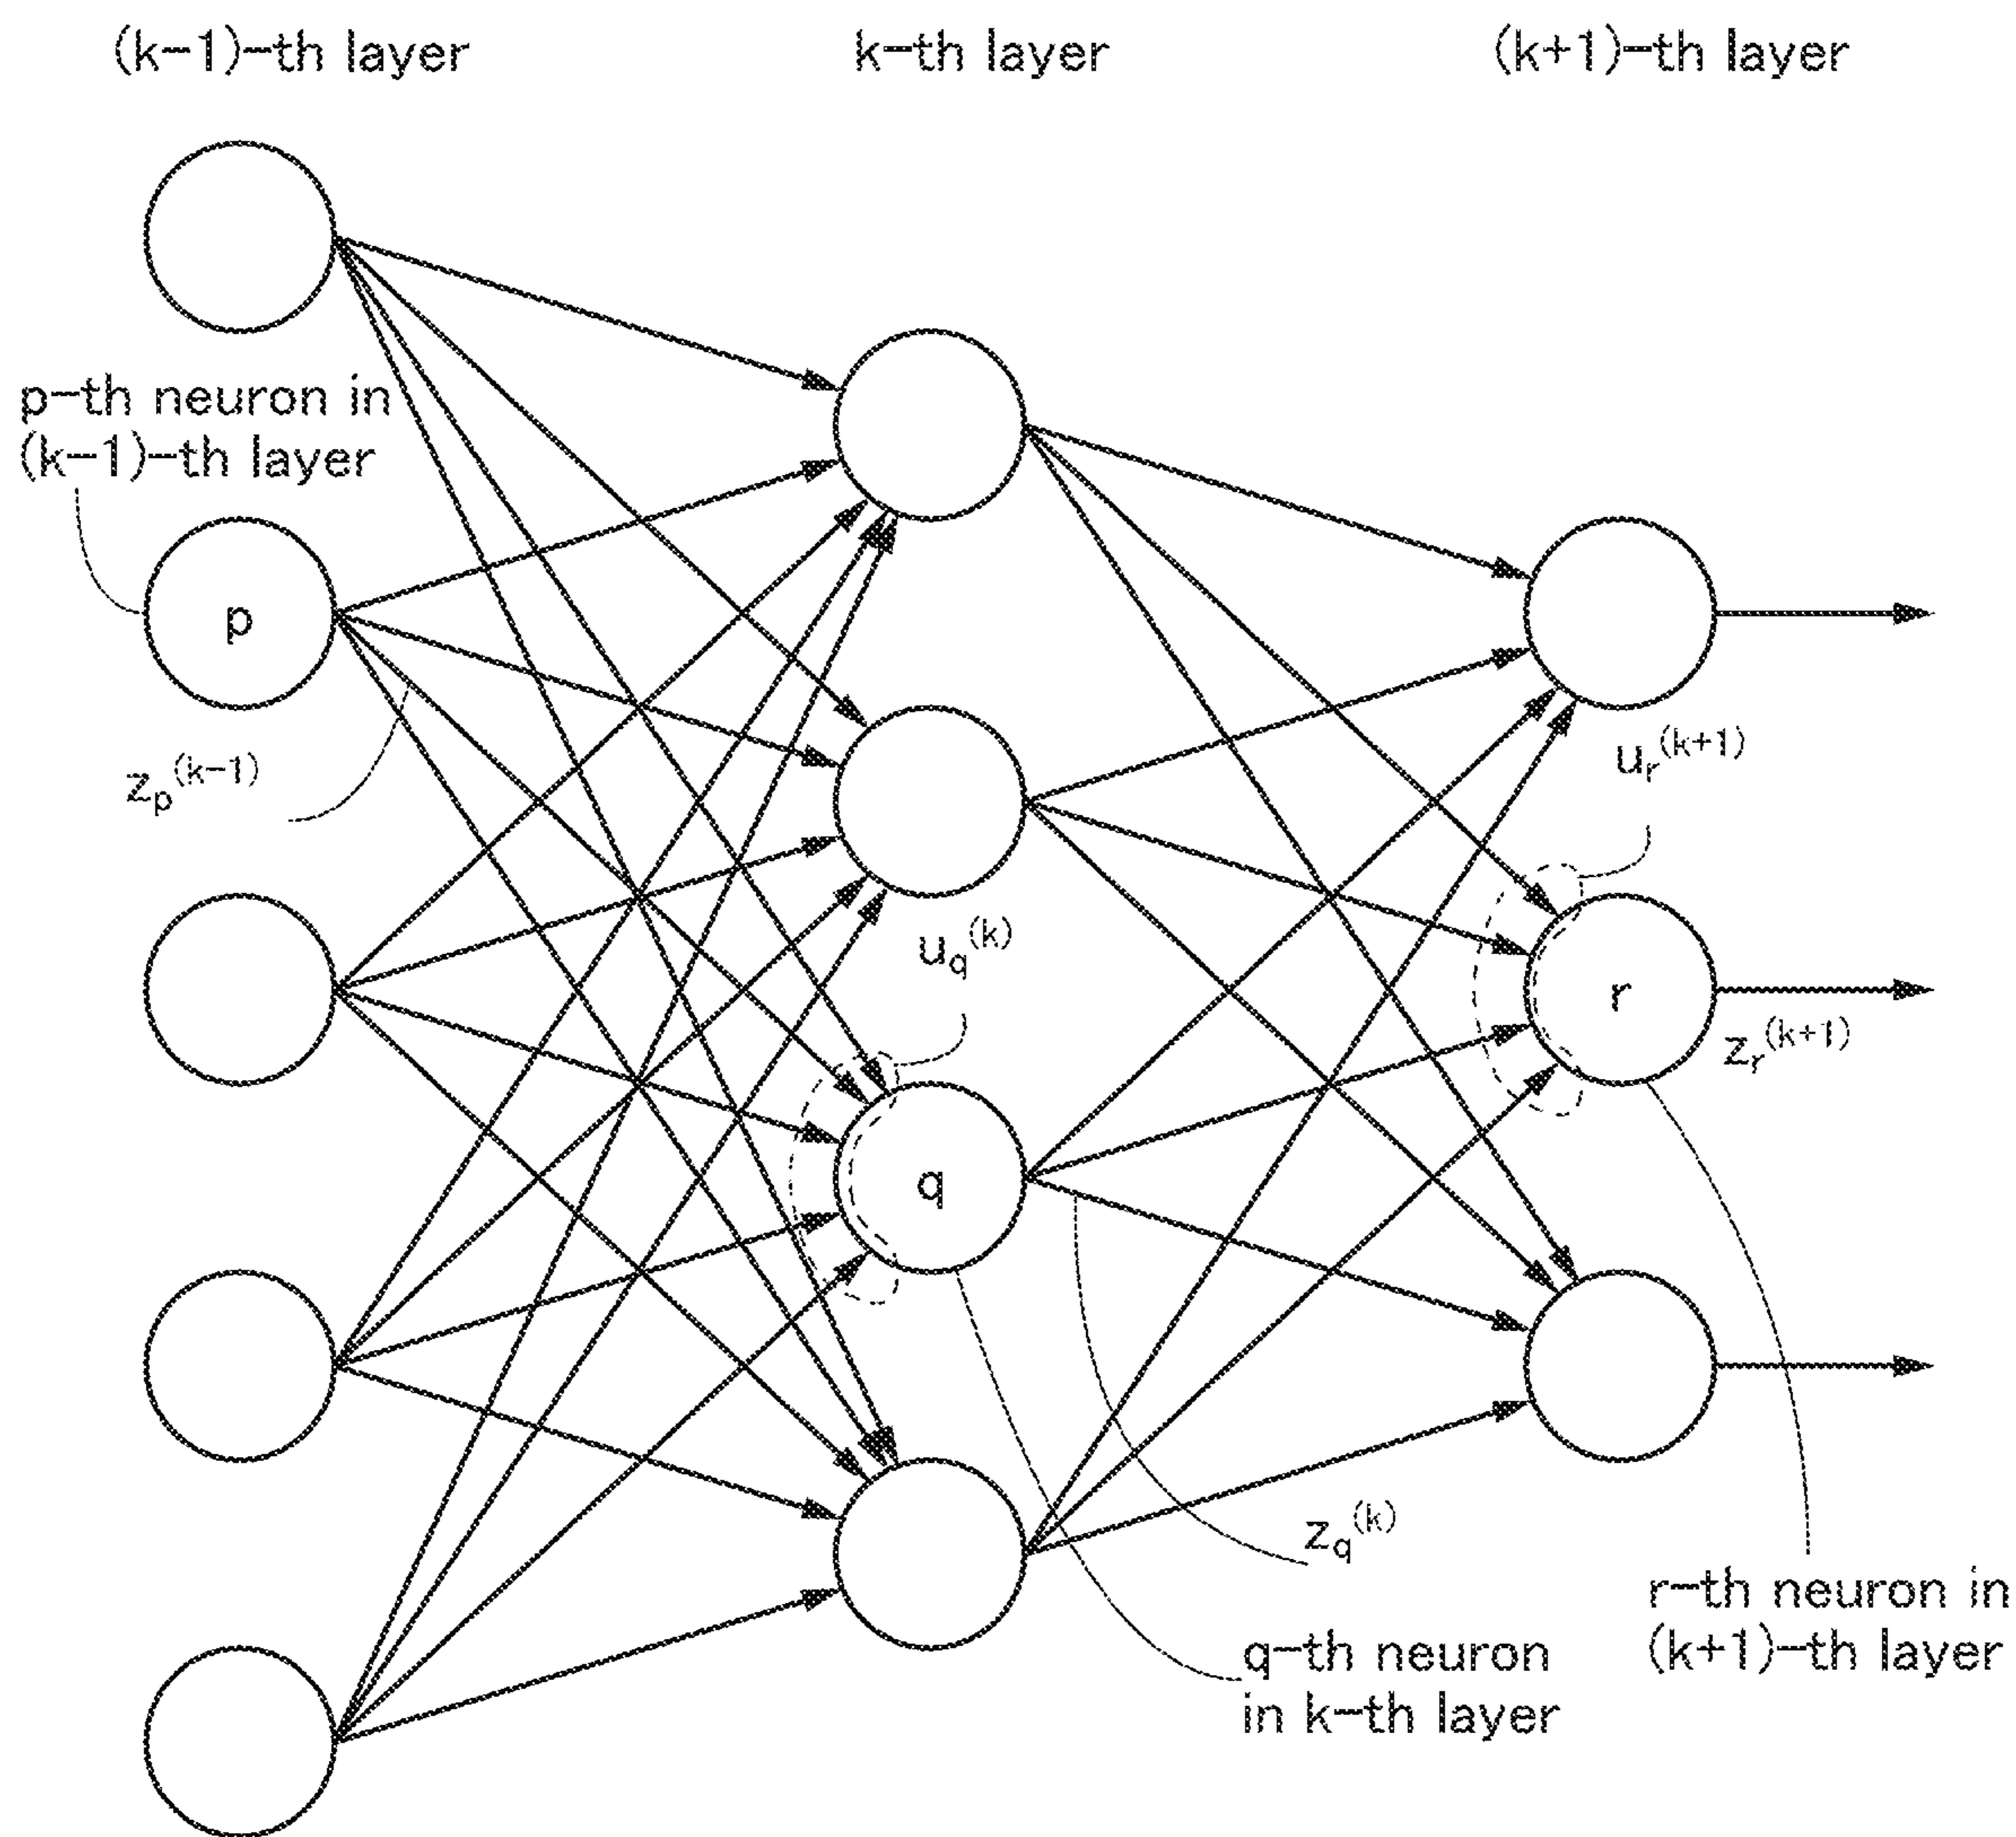 (k-1)-th layer
k-th layer
(k+1)-th layer
p-th neuron in
(k-1)-th layer
p
zp(k-1)
ur(k+1)
uq(k)
r
zr(k+1)
q
zq(k)
r-th neuron in
(k+1)-th layer
q-th neuron
in k-th layer